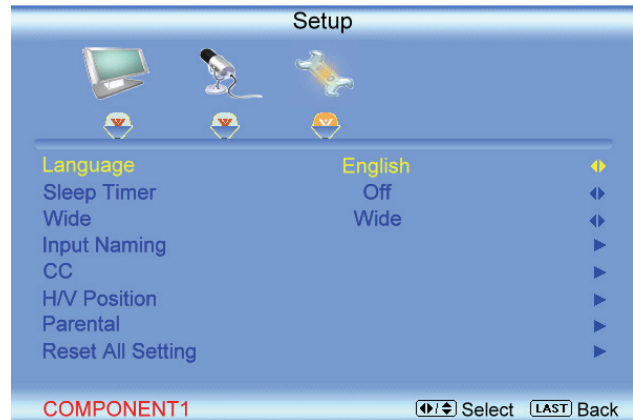 Setup
Language English
Sleep Timer Off
Wide Wide
Input Naming
CC
H/V Position
Parental
Reset All Setting
COMPONENT1 Select LAST Back